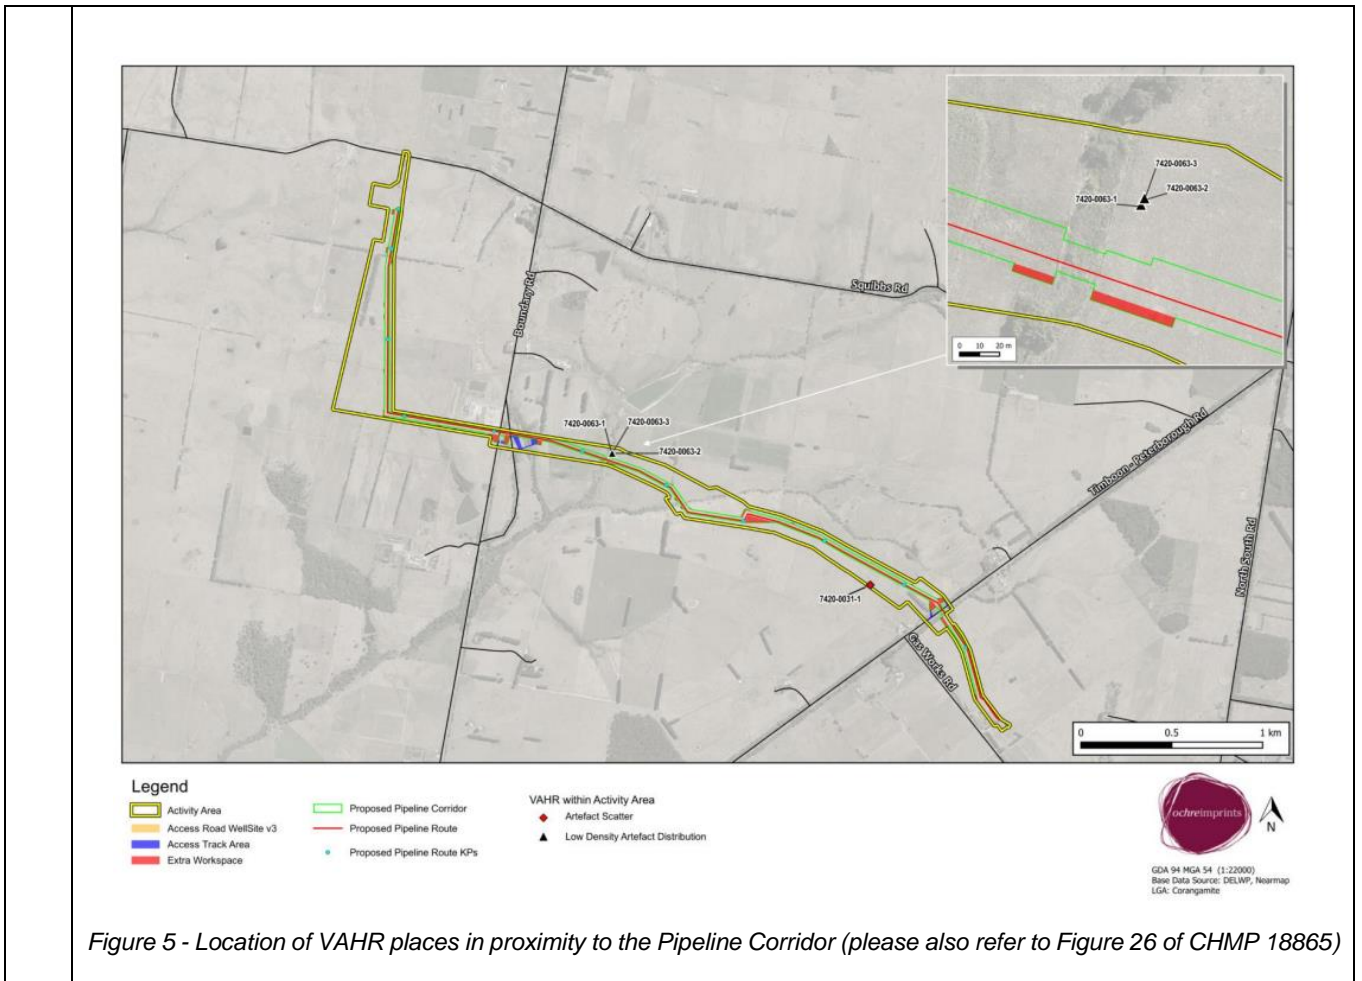 7420-0063-3
7420-0063-2
7420-0063-1
0 10 20 m
Squibbs Rd
Boundary Rd
7420-0063-1
7420-0063-3
7420-0063-2
Timboon - Peterborough Rd
North South Rd
7420-0031-1
Gas Works Rd
0 0.5 1 km
Legend
Activity Area
Access Road WellSite v3
Access Track Area
Extra Workspace
Proposed Pipeline Corridor
Proposed Pipeline Route
Proposed Pipeline Route KPs
VAHR within Activity Area
Artefact Scatter
Low Density Artefact Distribution
ochreimprints
N
GDA 94 MGA 54 (1:22000)
Base Data Source: DELWP, Nearmap
LGA: Corangamite
Figure 5 - Location of VAHR places in proximity to the Pipeline Corridor (please also refer to Figure 26 of CHMP 18865)